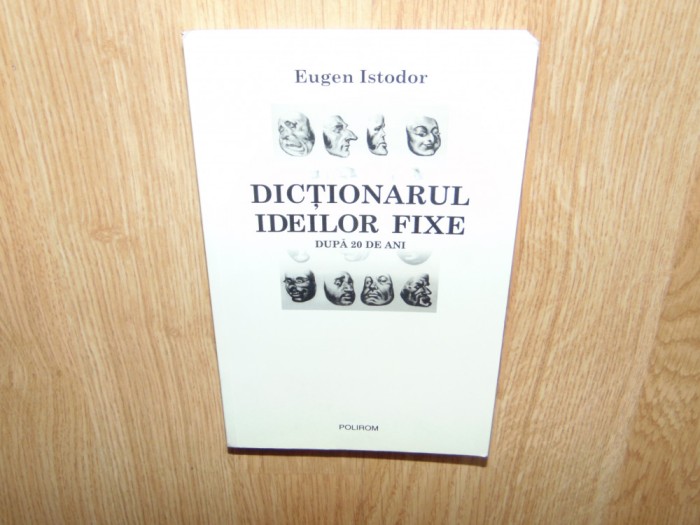 Eugen Istodor
DICȚIONARUL
IDEILOR FIXE
DUPĂ 20 DE ANI
POLIROM